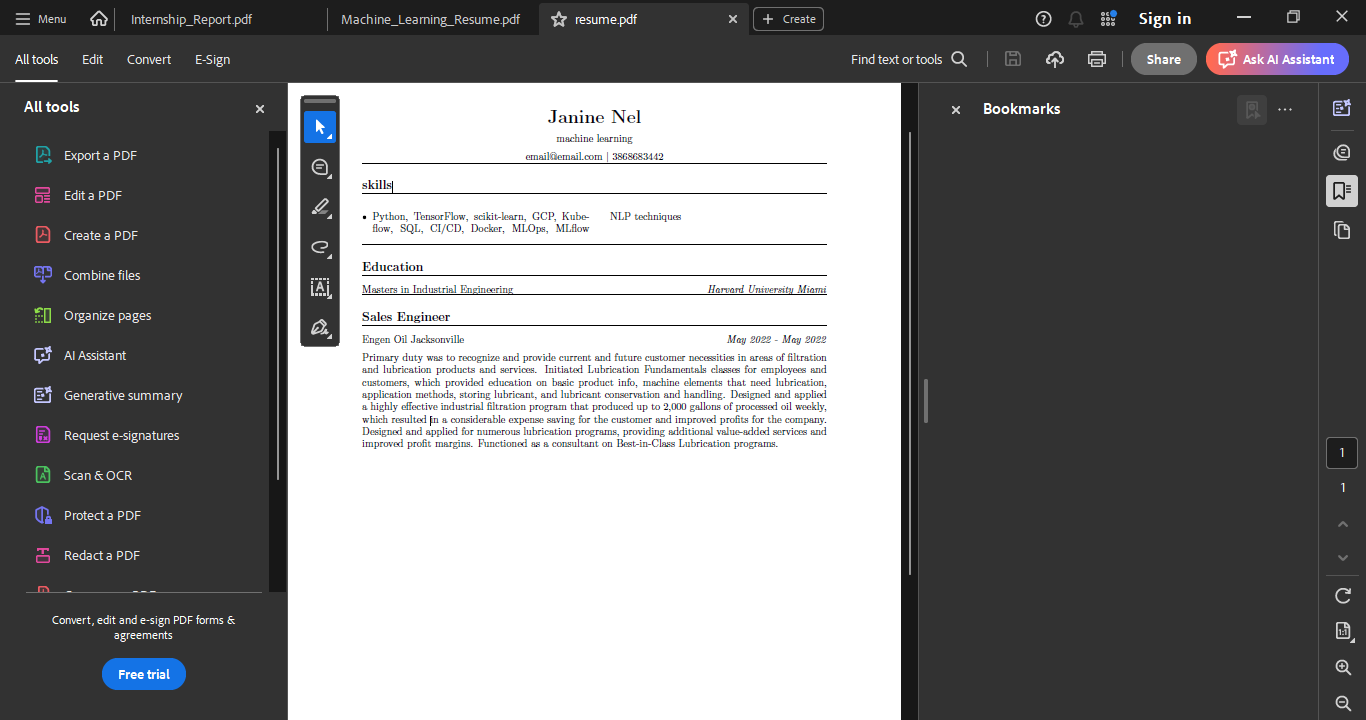 Menu
Internship_Report.pdf
Machine_Learning_Resume.pdf
resume.pdf
Create
Sign in
All tools
Edit
Convert
E-Sign
Find text or tools
Share
Ask AI Assistant
All tools
Export a PDF
Edit a PDF
Create a PDF
Combine files
Organize pages
AI Assistant
Generative summary
Request e-signatures
Scan & OCR
Protect a PDF
Redact a PDF
Convert, edit and e-sign PDF forms &
agreements
Free trial
Janine Nel
machine learning
email@email.com | 3868683442
skills
• Python, TensorFlow, scikit-learn, GCP, Kube-
flow, SQL, CI/CD, Docker, MLOps, MLflow
NLP techniques
Education
Masters in Industrial Engineering Harvard University Miami
Sales Engineer
Engen Oil Jacksonville May 2022 - May 2022
Primary duty was to recognize and provide current and future customer necessities in areas of filtration
and lubrication products and services. Initiated Lubrication Fundamentals classes for employees and
customers, which provided education on basic product info, machine elements that need lubrication,
application methods, storing lubricant, and lubricant conservation and handling. Designed and applied
a highly effective industrial filtration program that produced up to 2,000 gallons of processed oil weekly,
which resulted in a considerable expense saving for the customer and improved profits for the company.
Designed and applied for numerous lubrication programs, providing additional value-added services and
improved profit margins. Functioned as a consultant on Best-in-Class Lubrication programs.
Bookmarks
1
1
1:1